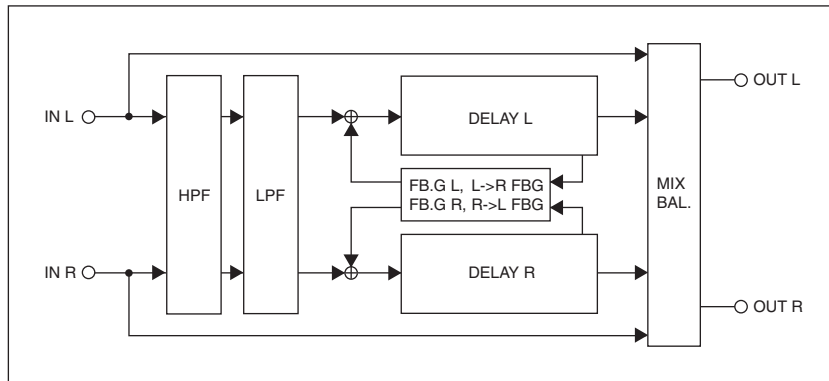 IN L
HPF
LPF
DELAY L
FB.G L, L->R FBG
FB.G R, R->L FBG
DELAY R
IN R
MIX
BAL.
OUT L
OUT R